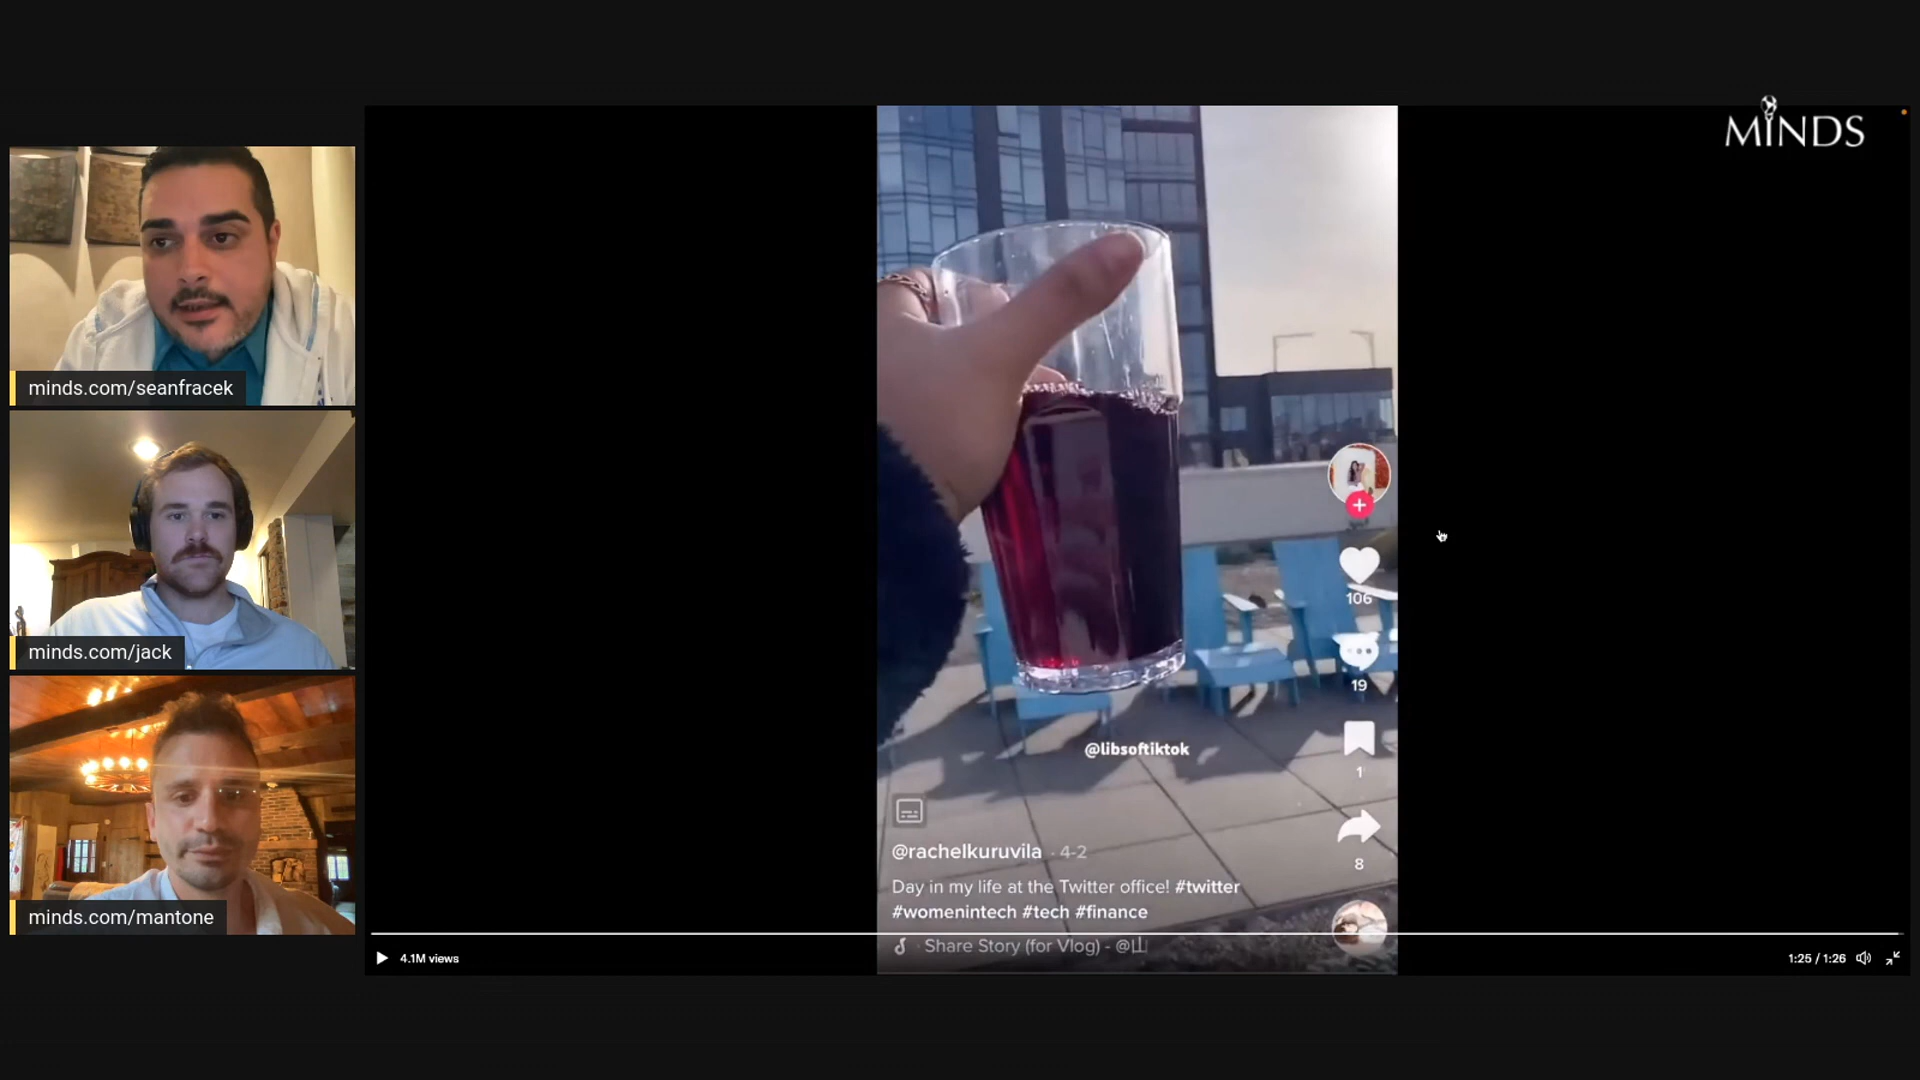 MINDS
minds.com/seanfracek
minds.com/jack
minds.com/mantone
106
19
1
8
@libsoftiktok
@rachelkuruvila · 4-2
Day in my life at the Twitter office! #twitter
#womenintech #tech #finance
Share Story (for Vlog) - @山
4.1M views
1:25 / 1:26